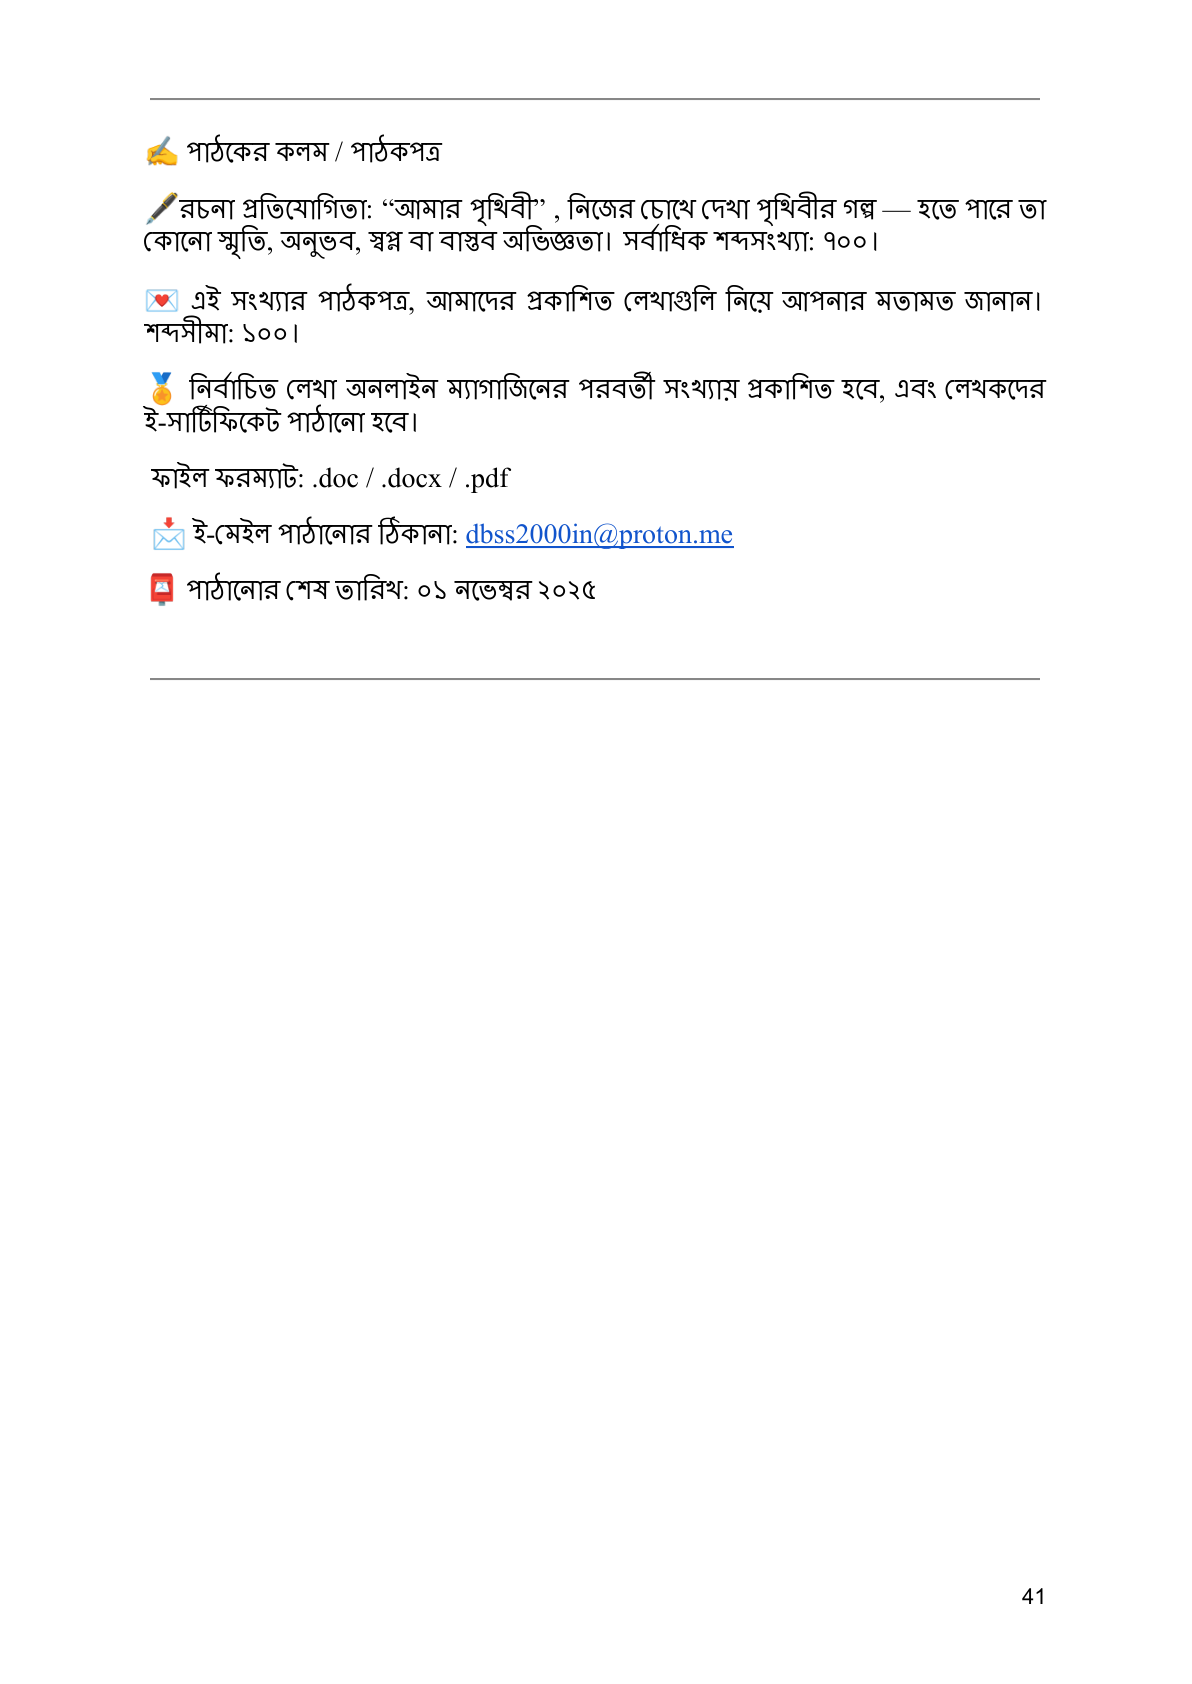 ✍️ পাঠকের কলম / পাঠকপত্র
🖋️রচনা প্রতিযোগিতা: “আমার পৃথিবী” , নিজের চোখে দেখা পৃথিবীর গল্প — হতে পারে তা
কোনো স্মৃতি, অনুভব, স্বপ্ন বা বাস্তব অভিজ্ঞতা। সর্বাধিক শব্দসংখ্যা: ৭০০।
💌 এই সংখ্যার পাঠকপত্র, আমাদের প্রকাশিত লেখাগুলি নিয়ে আপনার মতামত জানান।
শব্দসীমা: ১০০।
🏅 নির্বাচিত লেখা অনলাইন ম্যাগাজিনের পরবর্তী সংখ্যায় প্রকাশিত হবে, এবং লেখকদের
ই-সার্টিফিকেট পাঠানো হবে।
ফাইল ফরম্যাট: .doc / .docx / .pdf
📩 ই-মেইল পাঠানোর ঠিকানা: dbss2000in@proton.me
📮 পাঠানোর শেষ তারিখ: ০১ নভেম্বর ২০২৫
41